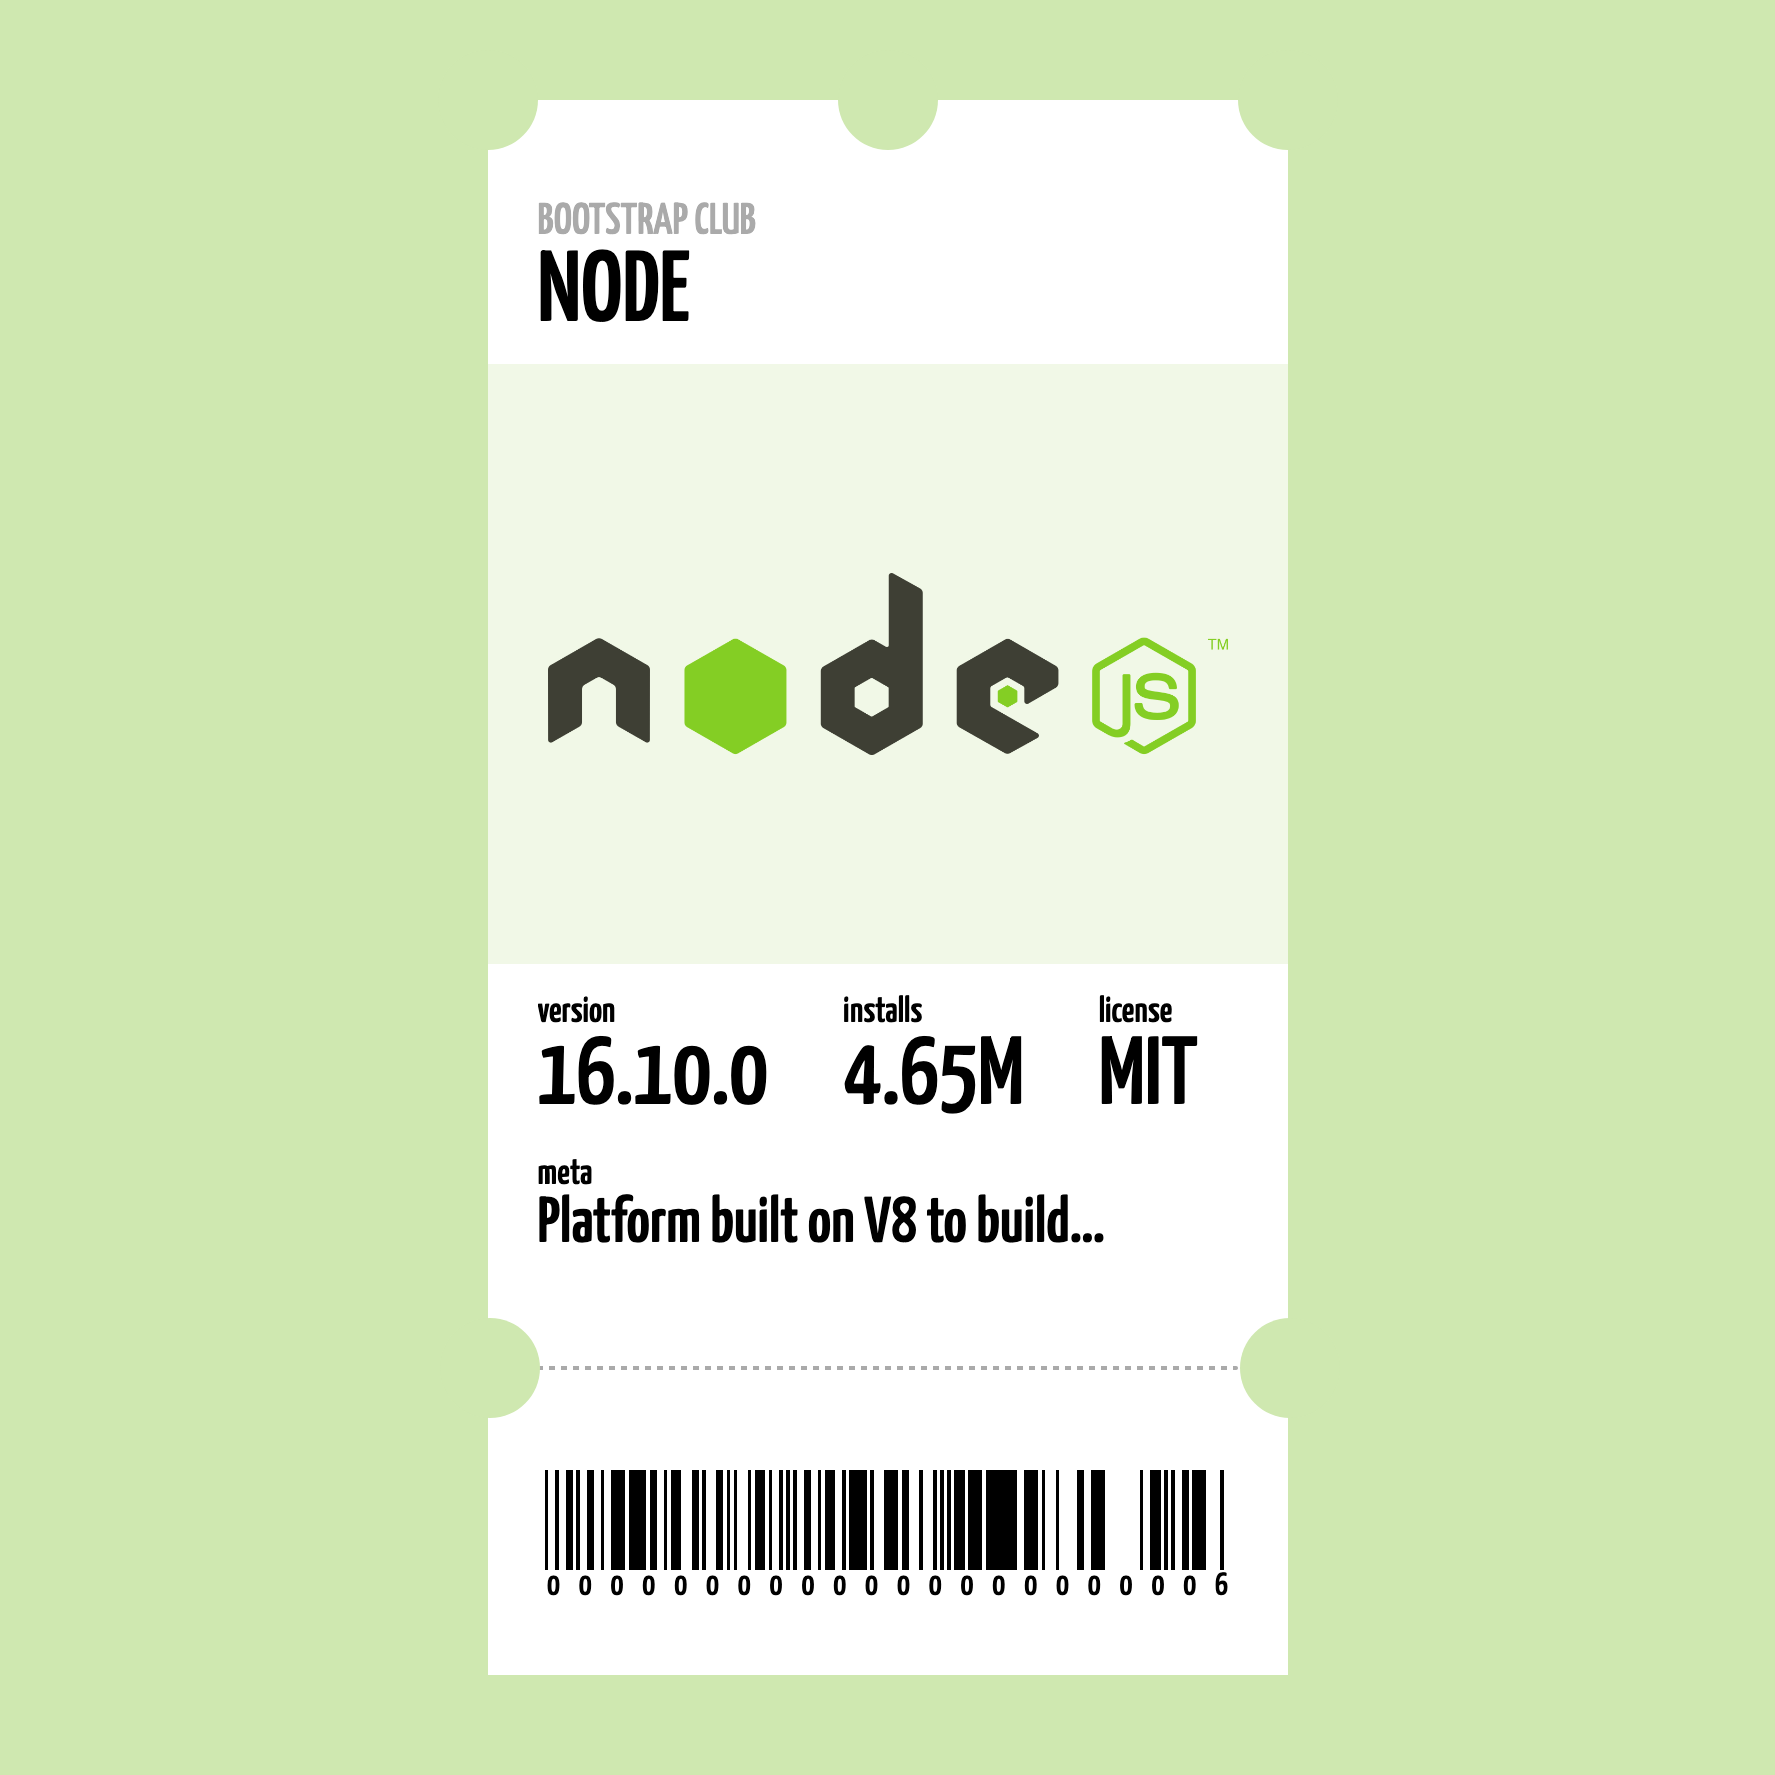 BOOTSTRAP CLUB
NODE
node JS ™
version installs license
16.10.0 4.65M MIT
meta
Platform built on V8 to build...
0 0 0 0 0 0 0 0 0 0 0 0 0 0 0 0 0 0 0 0 0 6